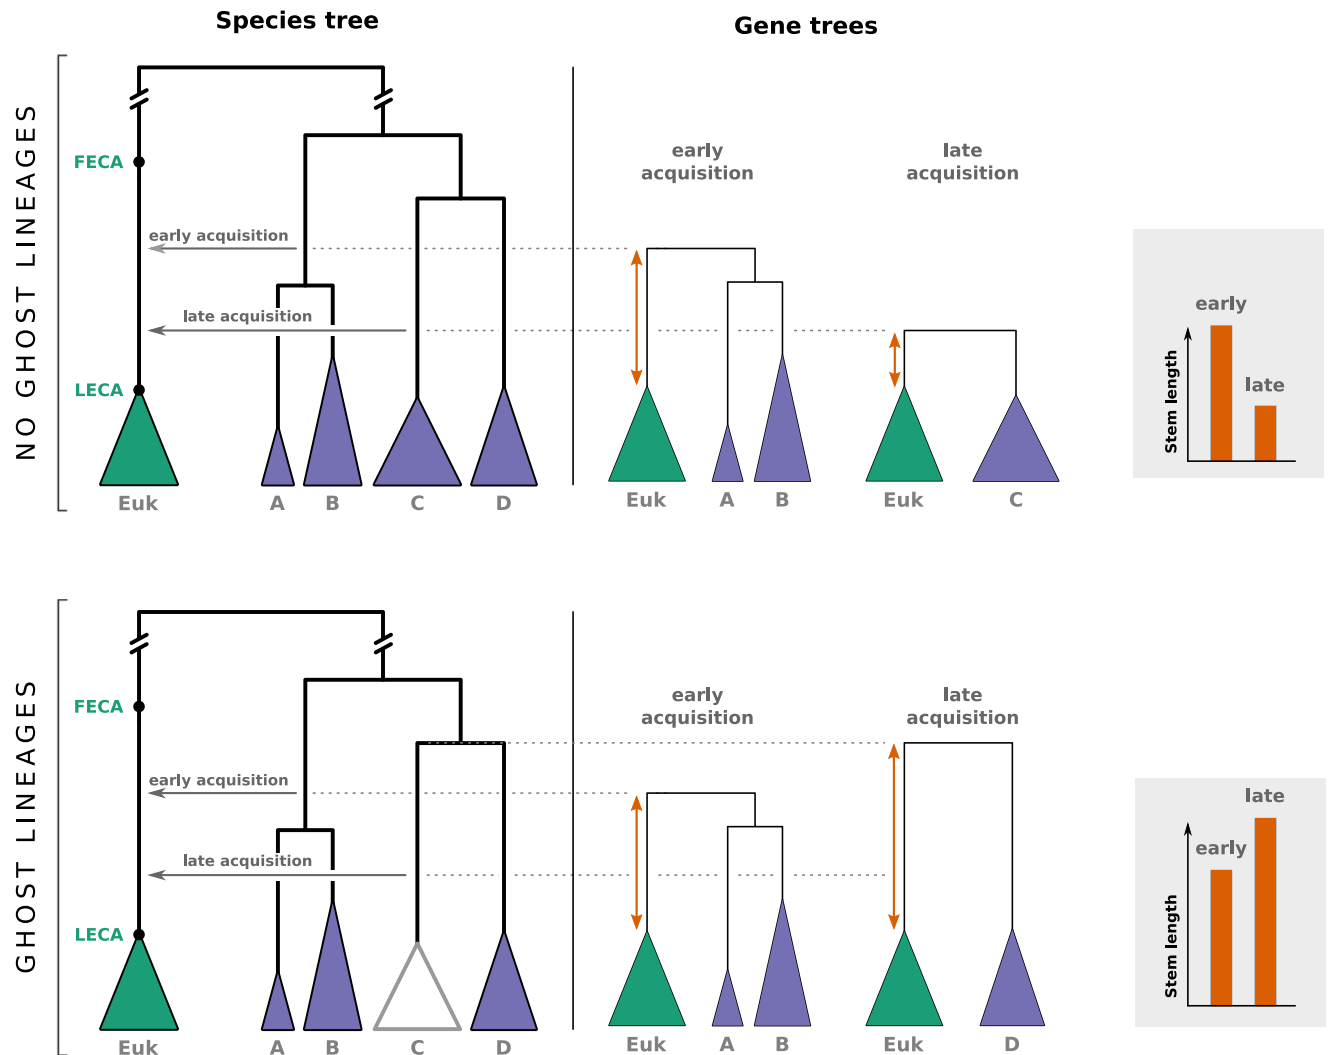 Species tree
Gene trees
NO GHOST LINEAGES
FECA
early
acquisition
late
acquisition
early acquisition
late acquisition
LECA
early
late
Stem length
Euk
A
B
C
D
Euk
A
B
Euk
C
GHOST LINEAGES
FECA
early
acquisition
late
acquisition
early acquisition
late acquisition
LECA
late
early
Stem length
Euk
A
B
C
D
Euk
A
B
Euk
D